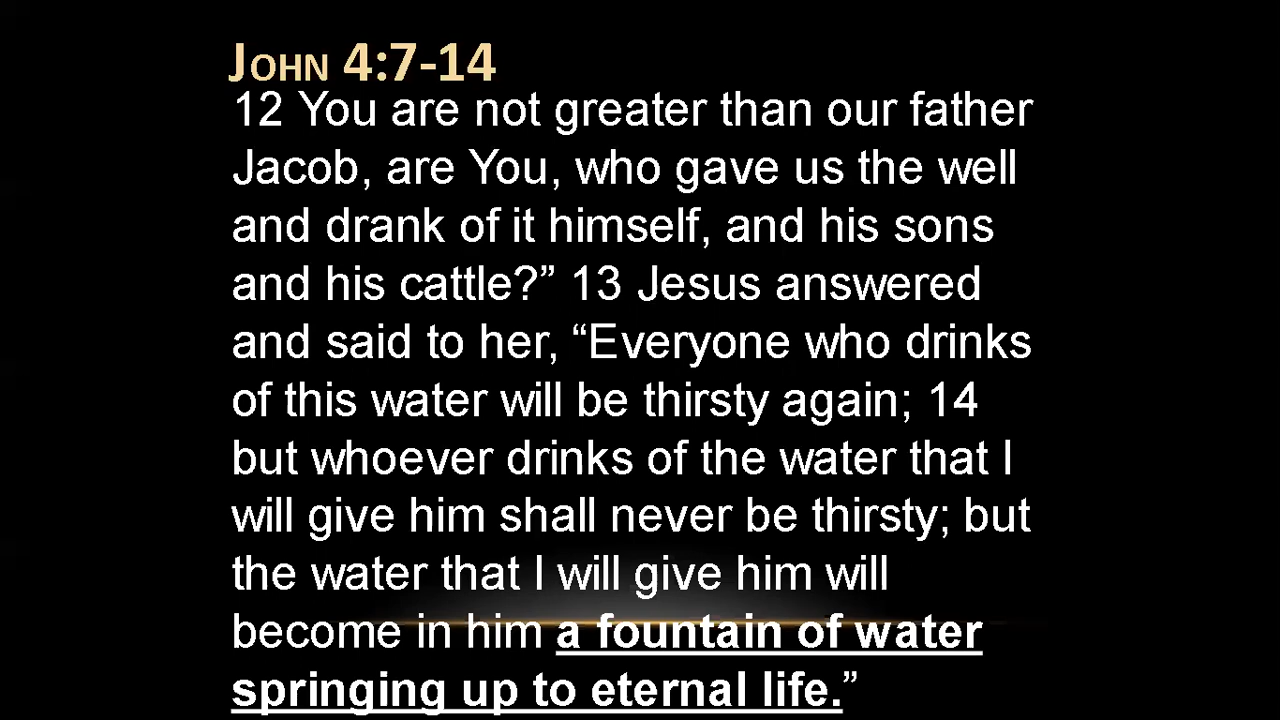 John 4:7-14
12 You are not greater than our father
Jacob, are You, who gave us the well
and drank of it himself, and his sons
and his cattle?” 13 Jesus answered
and said to her, “Everyone who drinks
of this water will be thirsty again; 14
but whoever drinks of the water that I
will give him shall never be thirsty; but
the water that I will give him will
become in him a fountain of water
springing up to eternal life.”